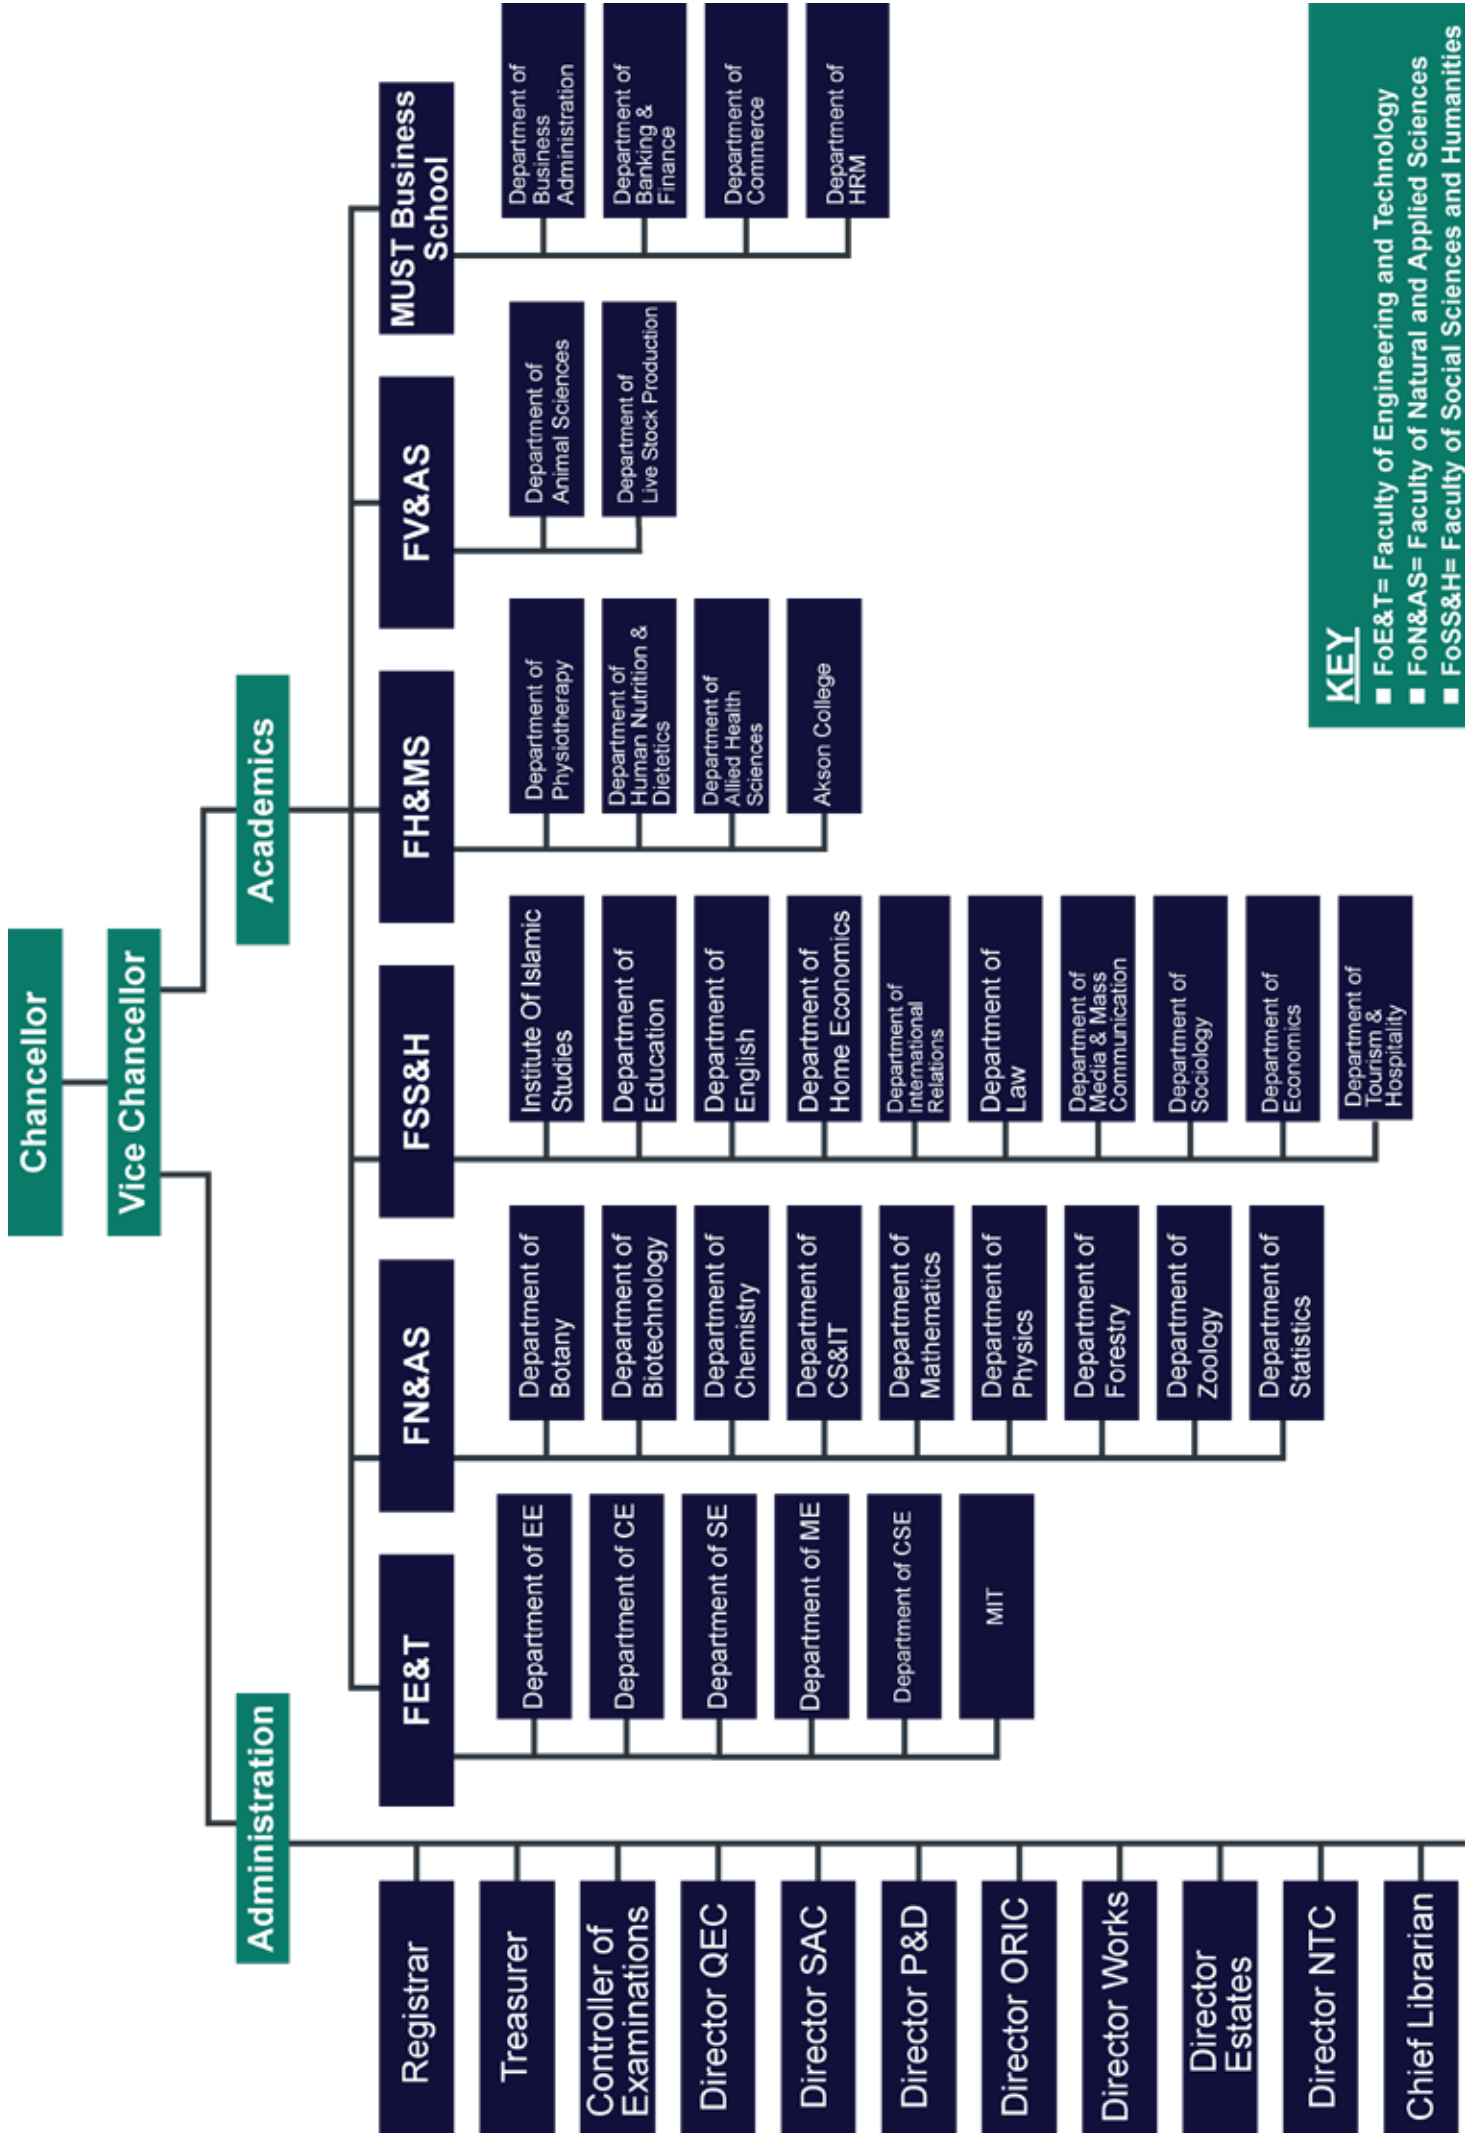 Chancellor
Vice Chancellor
Administration
Academics
Registrar
Treasurer
Controller of
Examinations
Director QEC
Director SAC
Director P&D
Director ORIC
Director Works
Director
Estates
Director NTC
Chief Librarian
FE&T
Department of EE
Department of CE
Department of SE
Department of ME
Department of CSE
MIT
FN&AS
Department of
Botany
Department of
Biotechnology
Department of
Chemistry
Department of
CS&IT
Department of
Mathematics
Department of
Physics
Department of
Forestry
Department of
Zoology
Department of
Statistics
FSS&H
Institute Of Islamic
Studies
Department of
Education
Department of
English
Department of
Home Economics
Department of
International
Relations
Department of
Law
Department of
Media & Mass
Communication
Department of
Sociology
Department of
Economics
Department of
Tourism &
Hospitality
FH&MS
Department of
Physiotherapy
Department of
Human Nutrition &
Dietetics
Department of
Allied Health
Sciences
Akson College
FV&AS
Department of
Animal Sciences
Department of
Live Stock Production
MUST Business
School
Department of
Business
Administration
Department of
Banking &
Finance
Department of
Commerce
Department of
HRM
KEY
FoE&T= Faculty of Engineering and Technology
FoN&AS= Faculty of Natural and Applied Sciences
FoSS&H= Faculty of Social Sciences and Humanities